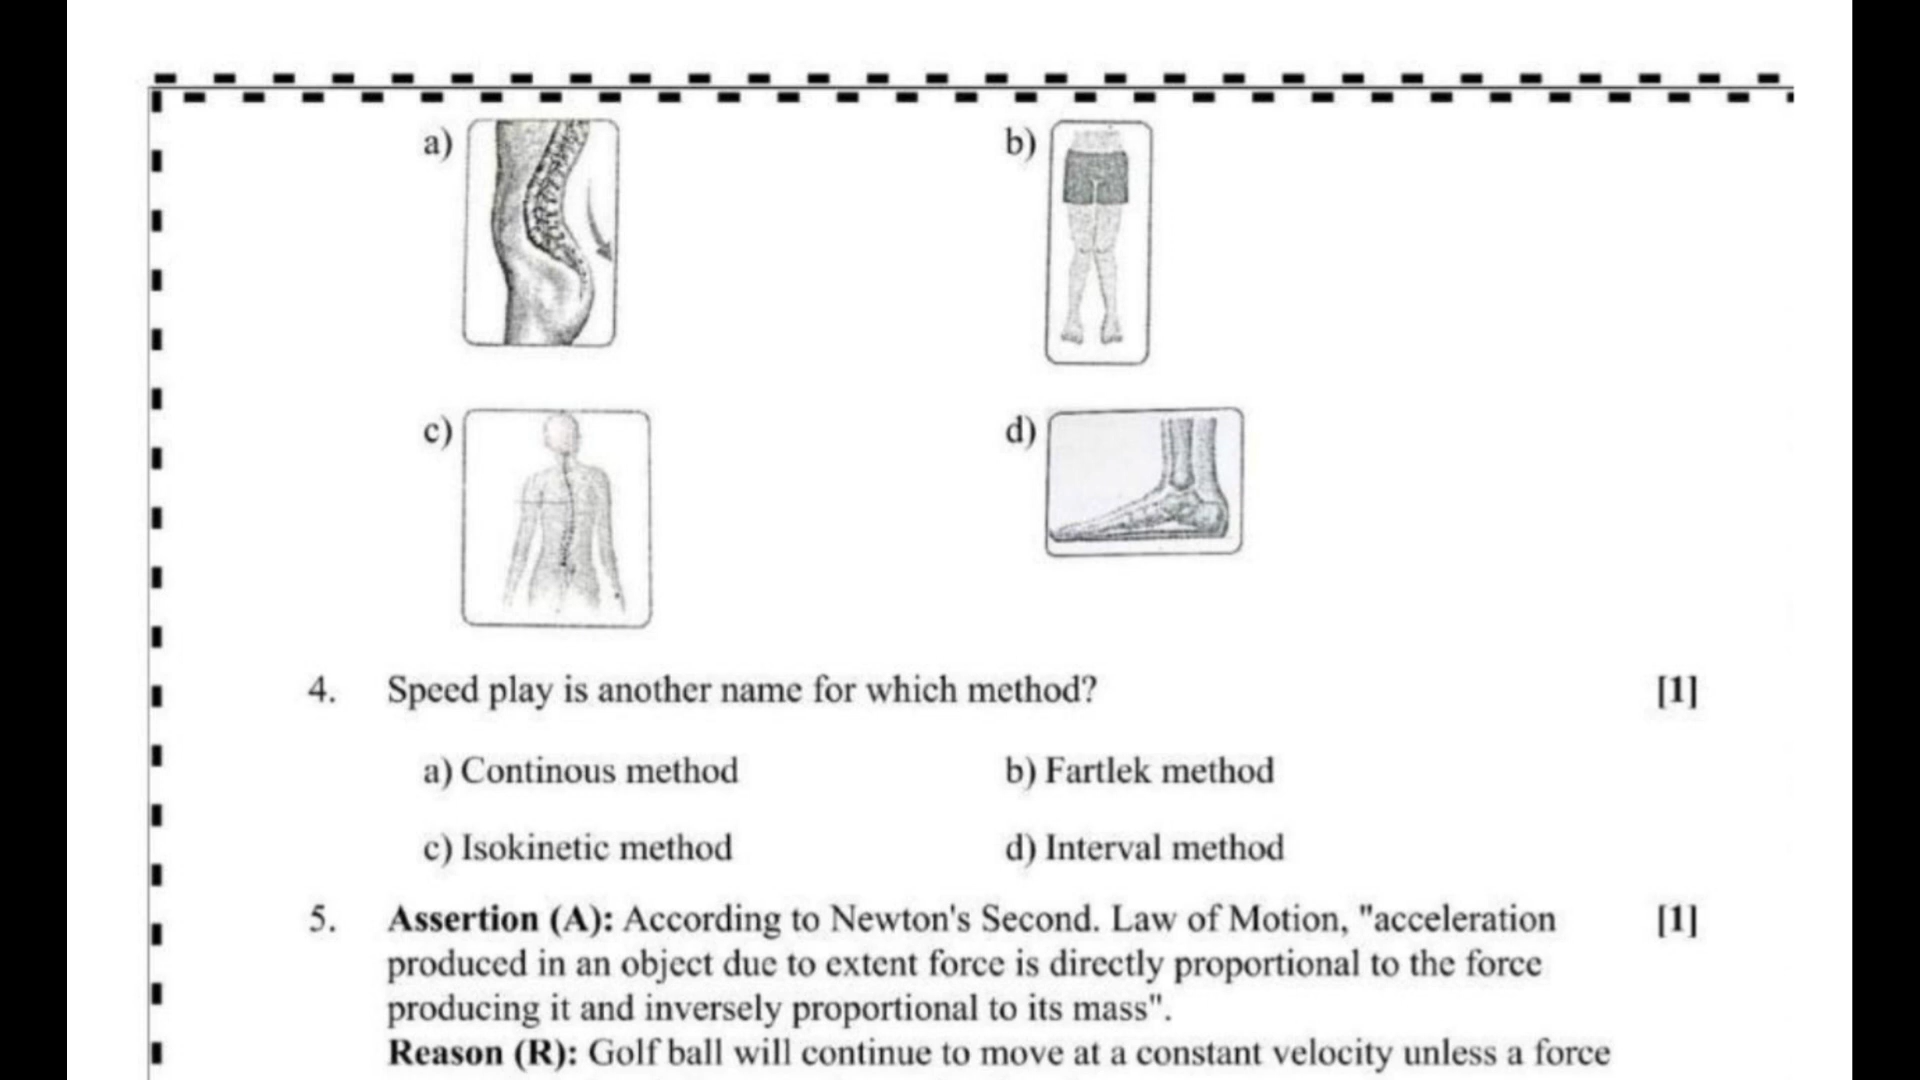 a)
b)
c)
d)
4. Speed play is another name for which method? [1]
a) Continous method
b) Fartlek method
c) Isokinetic method
d) Interval method
5. Assertion (A): According to Newton's Second. Law of Motion, "acceleration [1]
produced in an object due to extent force is directly proportional to the force
producing it and inversely proportional to its mass".
Reason (R): Golf ball will continue to move at a constant velocity unless a force